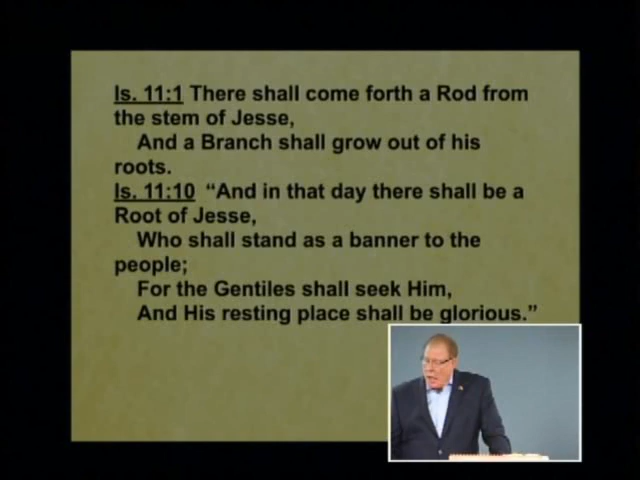 Is. 11:1 There shall come forth a Rod from
the stem of Jesse,
And a Branch shall grow out of his
roots.
Is. 11:10 “And in that day there shall be a
Root of Jesse,
Who shall stand as a banner to the
people;
For the Gentiles shall seek Him,
And His resting place shall be glorious.”